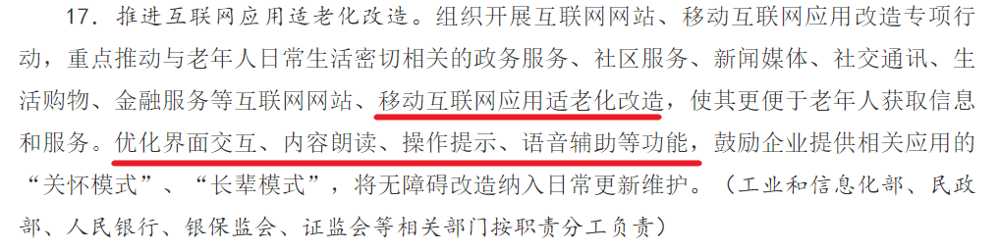 17．推进互联网应用适老化改造。组织开展互联网网站、移动互联网应用改造专项行
动，重点推动与老年人日常生活密切相关的政务服务、社区服务、新闻媒体、社交通讯、生
活购物、金融服务等互联网网站、移动互联网应用适老化改造，使其更便于老年人获取信息
和服务。优化界面交互、内容朗读、操作提示、语音辅助等功能，鼓励企业提供相关应用的
“关怀模式”、“长辈模式”，将无障碍改造纳入日常更新维护。（工业和信息化部、民政
部、人民银行、银保监会、证监会等相关部门按职责分工负责）